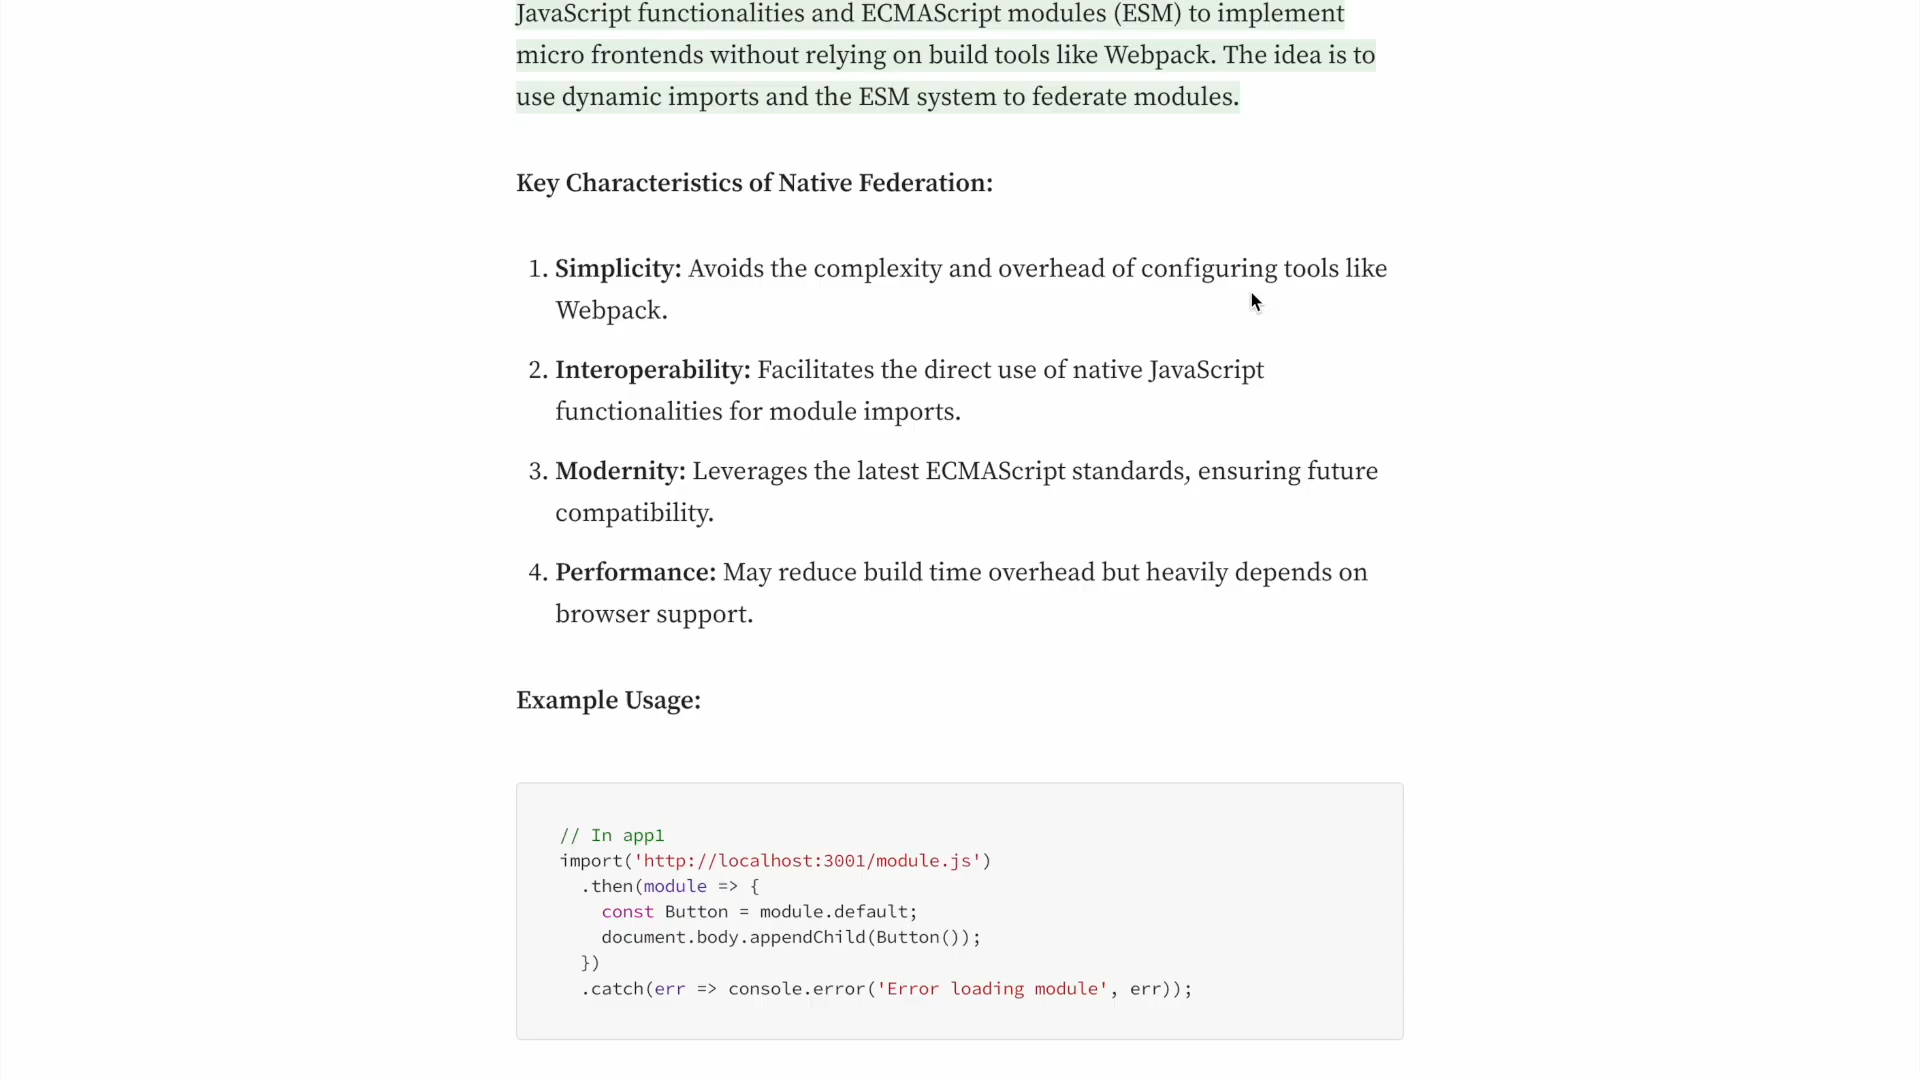 JavaScript functionalities and ECMAScript modules (ESM) to implement
micro frontends without relying on build tools like Webpack. The idea is to
use dynamic imports and the ESM system to federate modules.
Key Characteristics of Native Federation:
1. Simplicity: Avoids the complexity and overhead of configuring tools like
Webpack.
2. Interoperability: Facilitates the direct use of native JavaScript
functionalities for module imports.
3. Modernity: Leverages the latest ECMAScript standards, ensuring future
compatibility.
4. Performance: May reduce build time overhead but heavily depends on
browser support.
Example Usage:
// In app1
import('http://localhost:3001/module.js')
  .then(module => {
    const Button = module.default;
    document.body.appendChild(Button());
  })
  .catch(err => console.error('Error loading module', err));